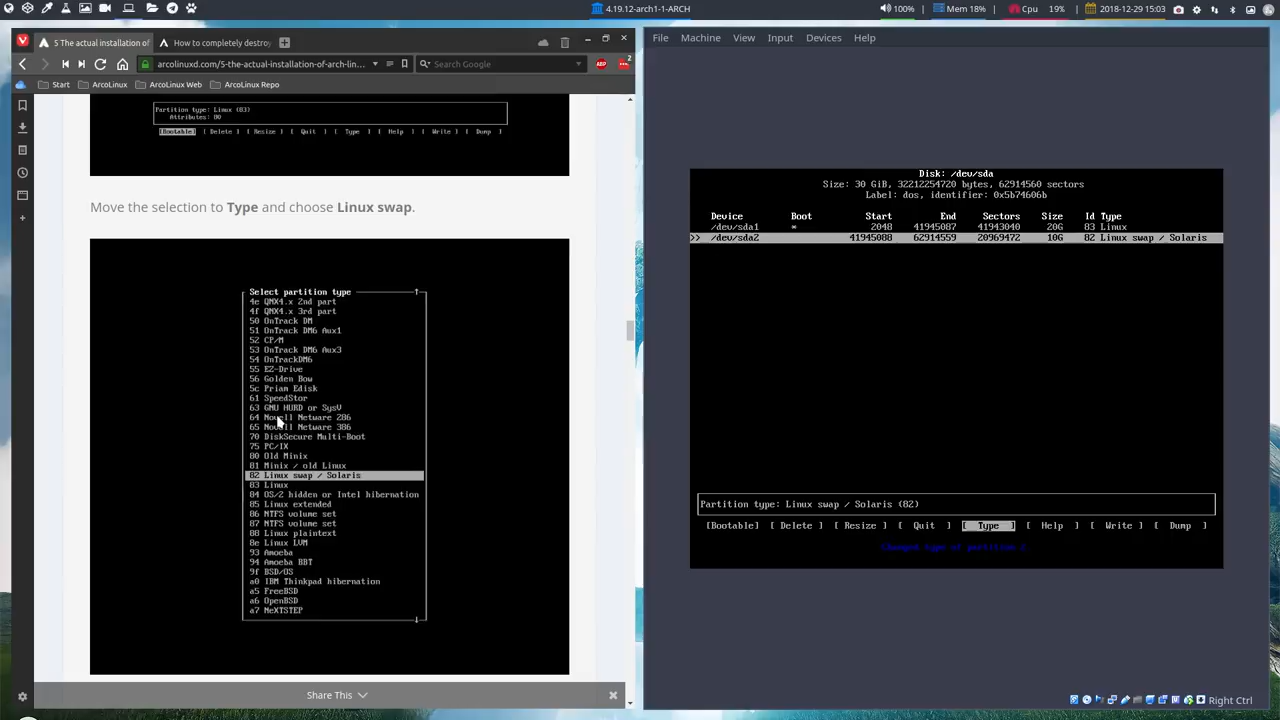 4.19.12-arch1-ARCH
100%
Mem 18%
Cpu
19%
2018-12-29 15:03
5 The actual installation of
How to completely destroy
arcolinuxd.com/5-the-actual-installation-of-arch-lin...
Search Google
ABP
2
Start
ArcoLinux
ArcoLinux Web
ArcoLinux Repo
Partition type: Linux (83)
Attributes: 80
[Bootable] [ Delete ] [ Resize ] [ Quit ] [ Type ] [ Help ] [ Write ] [ Dump ]
Move the selection to Type and choose Linux swap.
Select partition type
4e QNX4.x 2nd part
4f QNX4.x 3rd part
50 OnTrack DM
51 OnTrack DM6 Aux1
52 CP/M
53 OnTrack DM6 Aux3
54 OnTrackDM6
55 EZ-Drive
56 Golden Bow
5c Priam Edisk
61 SpeedStor
63 GNU HURD or SysV
64 Novell Netware 286
65 Novell Netware 386
70 DiskSecure Multi-Boot
75 PC/IX
80 Old Minix
81 Minix / old Linux
82 Linux swap / Solaris
83 Linux
84 OS/2 hidden or Intel hibernation
85 Linux extended
86 NTFS volume set
87 NTFS volume set
88 Linux plaintext
8e Linux LVM
93 Amoeba
94 Amoeba BBT
9f BSD/OS
a0 IBM Thinkpad hibernation
a5 FreeBSD
a6 OpenBSD
a7 NeXTSTEP
Share This
File Machine View Input Devices Help
Disk: /dev/sda
Size: 30 GiB, 32212254720 bytes, 62914560 sectors
Label: dos, identifier: 0x5b74606b
Device Boot Start End Sectors Size Id Type
/dev/sda1 * 2048 41945087 41943040 20G 83 Linux
>> /dev/sda2 41945088 62914559 20969472 10G 82 Linux swap / Solaris
Partition type: Linux swap / Solaris (82)
[Bootable] [ Delete ] [ Resize ] [ Quit ] [ Type ] [ Help ] [ Write ] [ Dump ]
Changed type of partition 2.
Right Ctrl